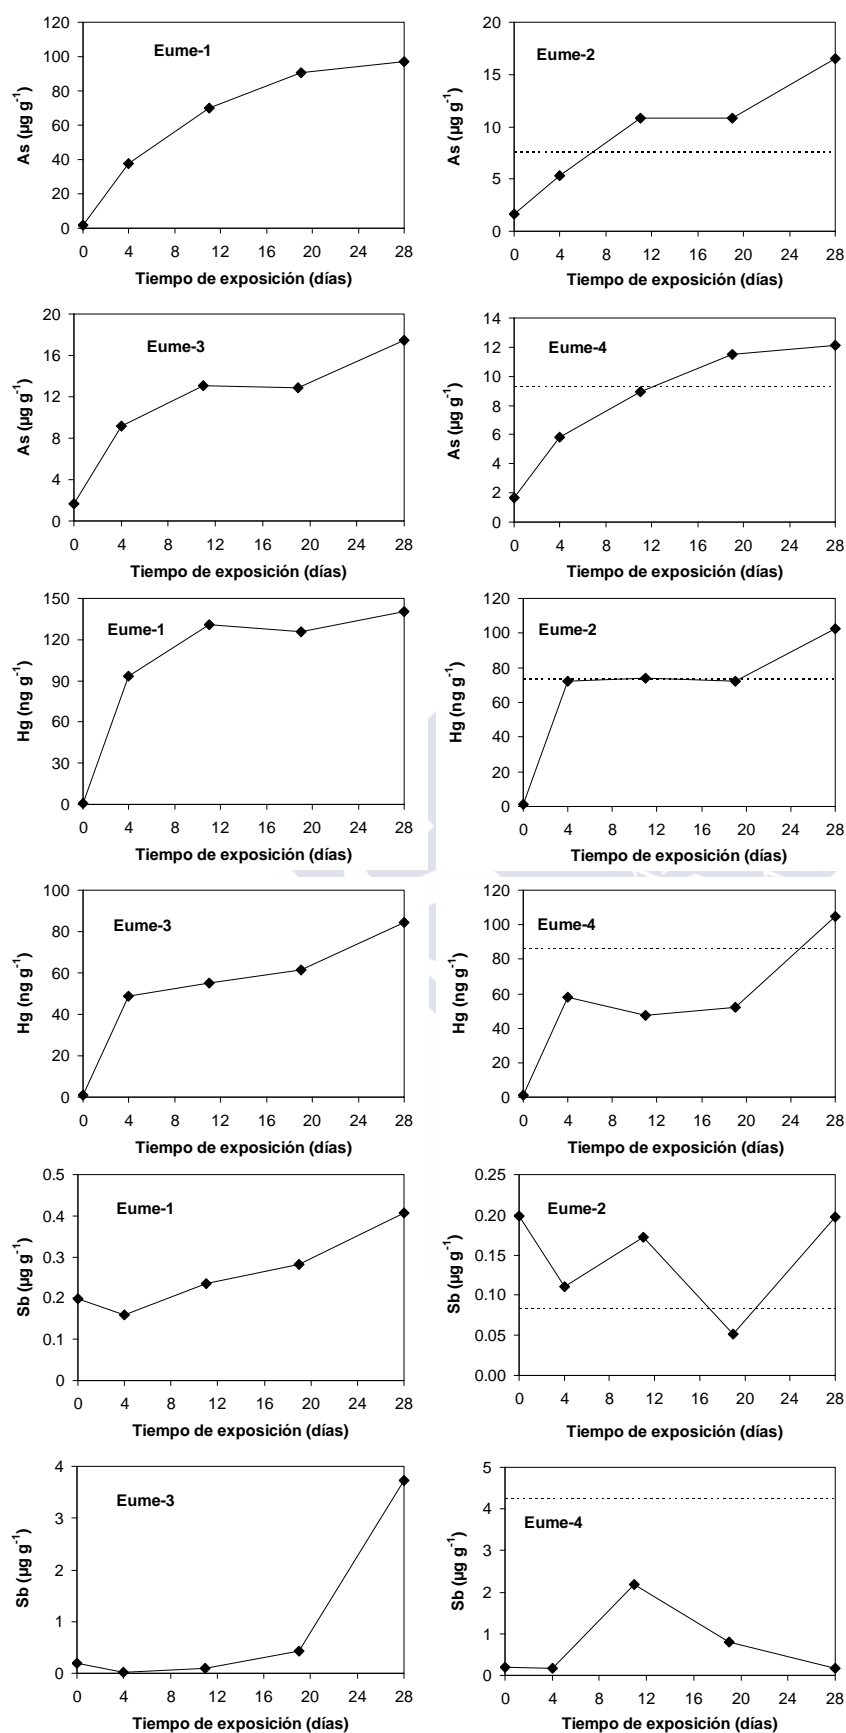 120
100
80
60
40
20
0
As (µg g-1)
Eume-1
0 4 8 12 16 20 24 28
Tiempo de exposición (días)
20
15
10
5
0
As (µg g-1)
Eume-2
0 4 8 12 16 20 24 28
Tiempo de exposición (días)
20
16
12
8
4
0
As (µg g-1)
Eume-3
0 4 8 12 16 20 24 28
Tiempo de exposición (días)
14
12
10
8
6
4
2
0
As (µg g-1)
Eume-4
0 4 8 12 16 20 24 28
Tiempo de exposición (días)
150
120
90
60
30
0
Hg (ng g-1)
Eume-1
0 4 8 12 16 20 24 28
Tiempo de exposición (días)
120
100
80
60
40
20
0
Hg (ng g-1)
Eume-2
0 4 8 12 16 20 24 28
Tiempo de exposición (días)
100
80
60
40
20
0
Hg (ng g-1)
Eume-3
0 4 8 12 16 20 24 28
Tiempo de exposición (días)
120
100
80
60
40
20
0
Hg (ng g-1)
Eume-4
0 4 8 12 16 20 24 28
Tiempo de exposición (días)
0.5
0.4
0.3
0.2
0.1
0
Sb (µg g-1)
Eume-1
0 4 8 12 16 20 24 28
Tiempo de exposición (días)
0.25
0.20
0.15
0.10
0.05
0.00
Sb (µg g-1)
Eume-2
0 4 8 12 16 20 24 28
Tiempo de exposición (días)
4
3
2
1
0
Sb (µg g-1)
Eume-3
0 4 8 12 16 20 24 28
Tiempo de exposición (días)
5
4
3
2
1
0
Sb (µg g-1)
Eume-4
0 4 8 12 16 20 24 28
Tiempo de exposición (días)